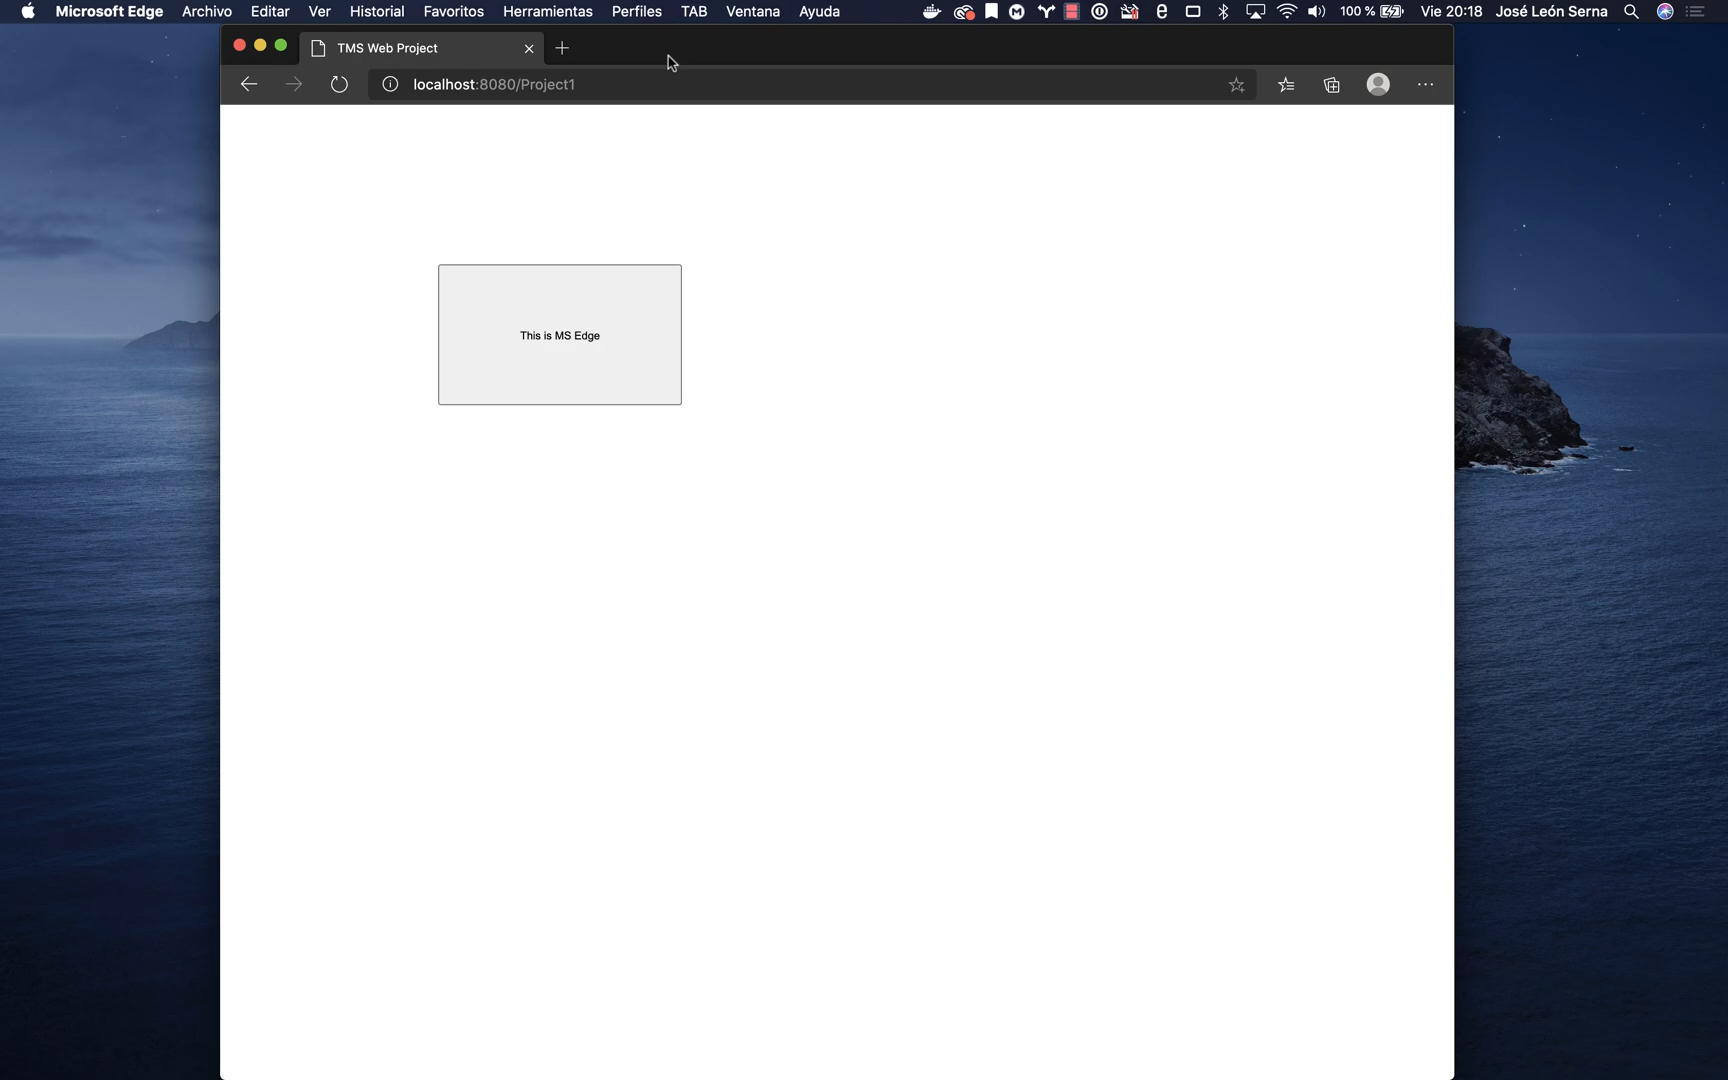 Microsoft Edge Archivo Editar Ver Historial Favoritos Herramientas Perfiles TAB Ventana Ayuda 100 % Vie 20:18 José León Serna
TMS Web Project
localhost:8080/Project1
This is MS Edge